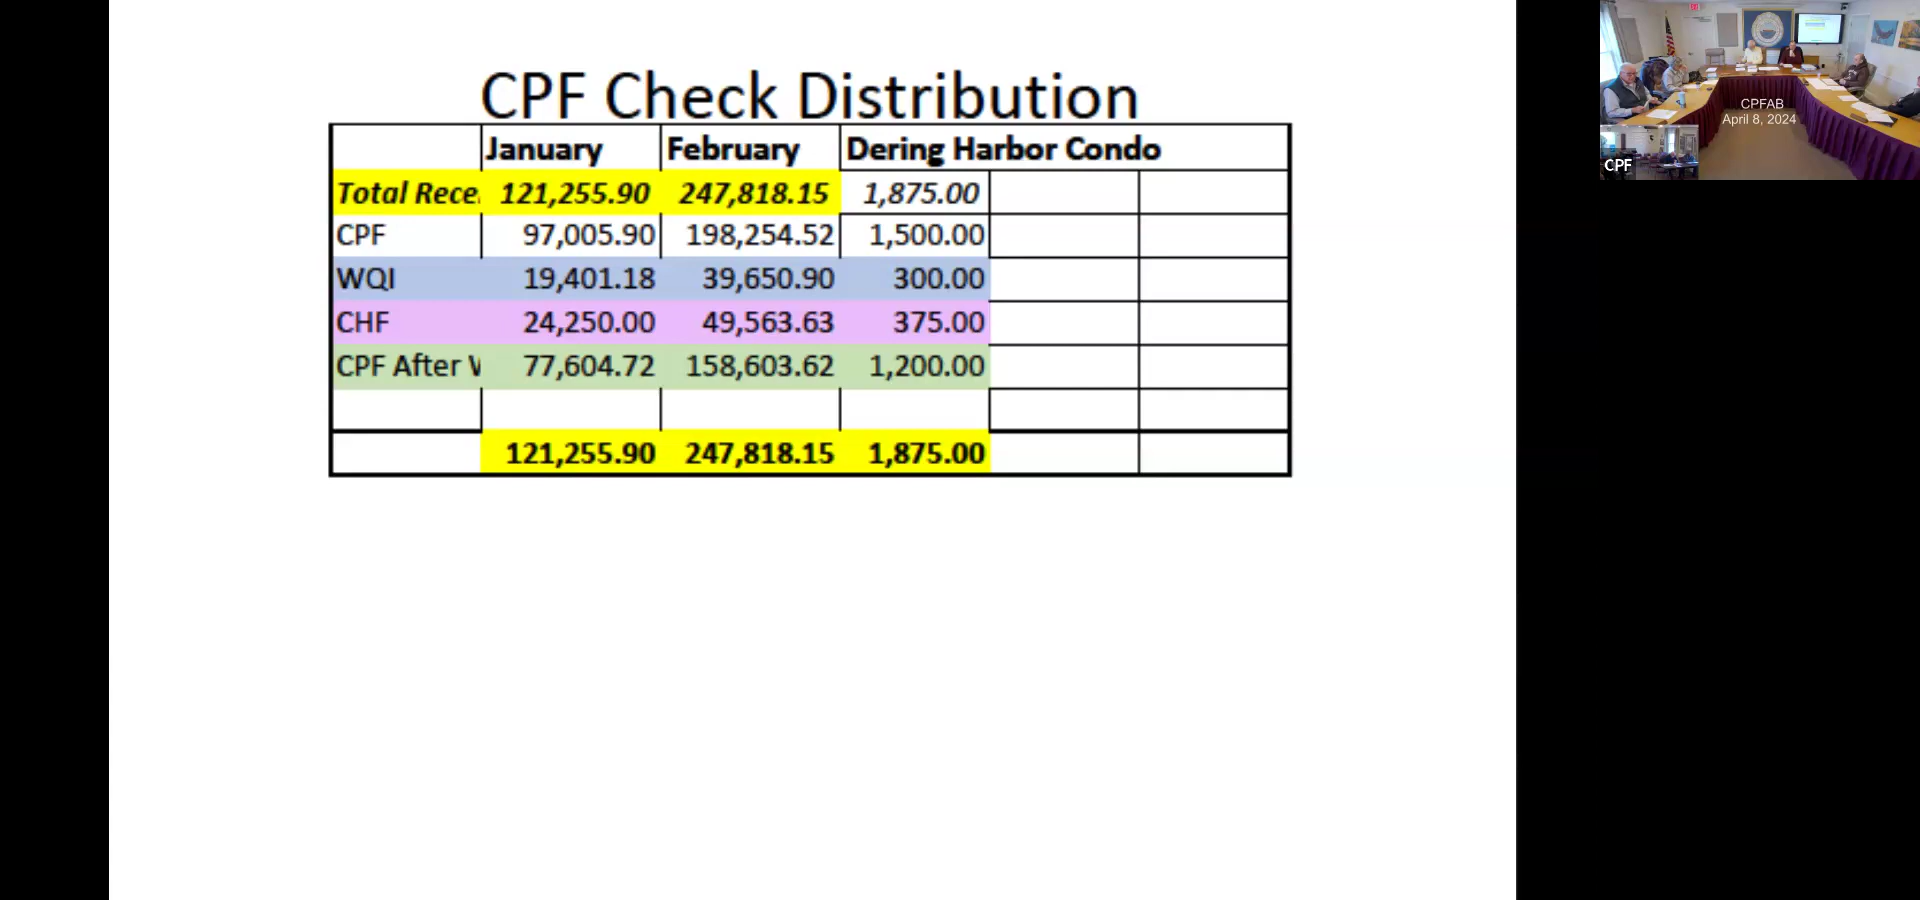 CPF Check Distribution
January February Dering Harbor Condo
Total Rece 121,255.90 247,818.15 1,875.00
CPF 97,005.90 198,254.52 1,500.00
WQI 19,401.18 39,650.90 300.00
CHF 24,250.00 49,563.63 375.00
CPF After 77,604.72 158,603.62 1,200.00
121,255.90 247,818.15 1,875.00
CPFAB
April 8, 2024
CPF